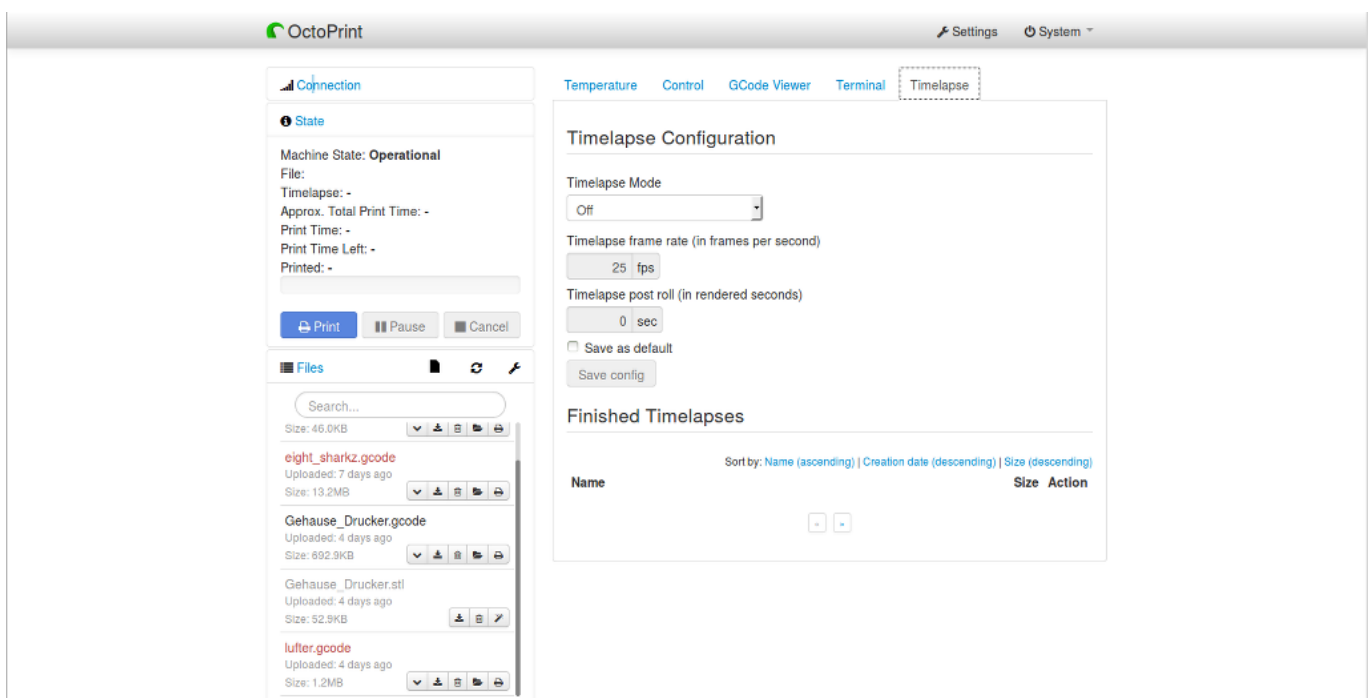 OctoPrint
Settings
System
Connection
State
Machine State: Operational
File:
Timelapse: -
Approx. Total Print Time: -
Print Time: -
Print Time Left: -
Printed: -
Print
Pause
Cancel
Files
Search...
Size: 46.0KB
eight_sharkz.gcode
Uploaded: 7 days ago
Size: 13.2MB
Gehause_Drucker.gcode
Uploaded: 4 days ago
Size: 692.9KB
Gehause_Drucker.stl
Uploaded: 4 days ago
Size: 52.9KB
lufter.gcode
Uploaded: 4 days ago
Size: 1.2MB
Temperature
Control
GCode Viewer
Terminal
Timelapse
Timelapse Configuration
Timelapse Mode
Off
Timelapse frame rate (in frames per second)
25 fps
Timelapse post roll (in rendered seconds)
0 sec
Save as default
Save config
Finished Timelapses
Sort by: Name (ascending) | Creation date (descending) | Size (descending)
Name Size Action
« »